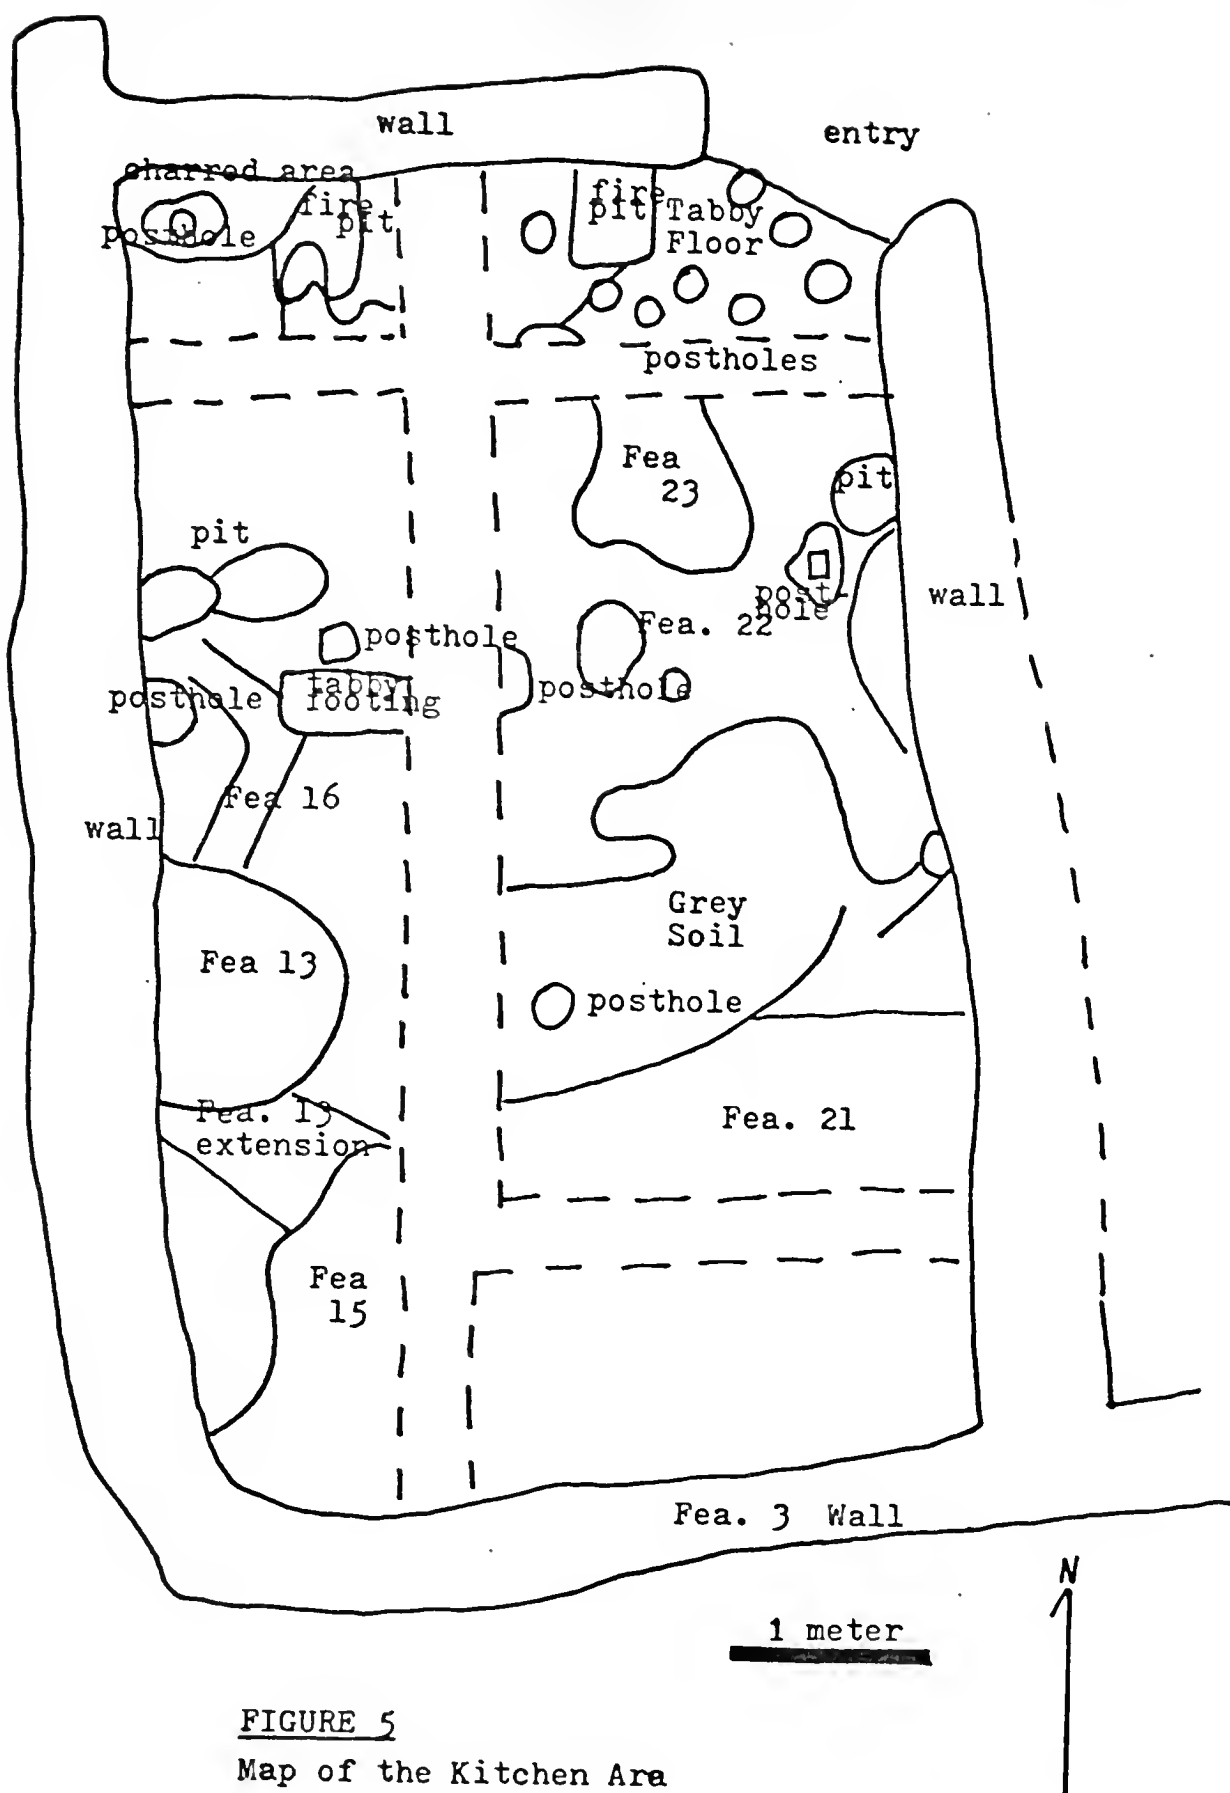 wall
entry
charred area
fire
pit
posthole
fire
pit
Tabby
Floor
postholes
Fea
23
pit
pit
post-
hole
wall
Fea. 22
posthole
posthole
tabby
footing
posthole
Fea 16
wall
Grey
Soil
Fea 13
posthole
Fea. 13
extension
Fea. 21
Fea
15
Fea. 3 Wall
N
1 meter
FIGURE 5
Map of the Kitchen Ara